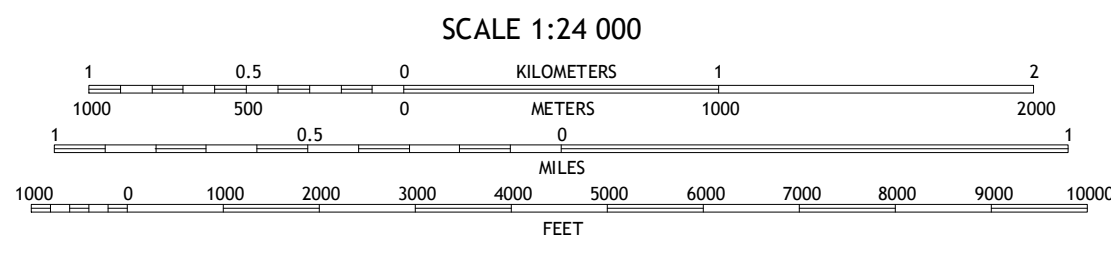 SCALE 1:24 000
1 0.5 0 KILOMETERS 1 2
1000 500 0 METERS 1000 2000
1 0.5 0 1
MILES
1000 0 1000 2000 3000 4000 5000 6000 7000 8000 9000 10000
FEET